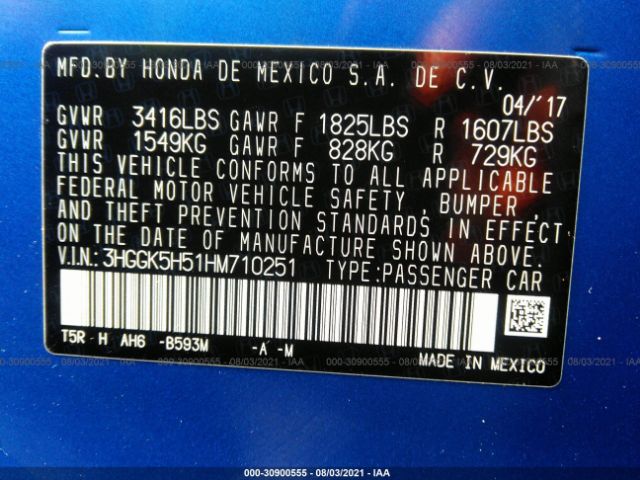 MFD.BY HONDA DE MEXICO S.A. DE C.V.
04/'17
GVWR 3416LBS GAWR F 1825LBS R 1607LBS
GVWR 1549KG GAWR F 828KG R 729KG
THIS VEHICLE CONFORMS TO ALL APPLICABLE
FEDERAL MOTOR VEHICLE SAFETY , BUMPER ,
AND THEFT PREVENTION STANDARDS IN EFFECT
ON THE DATE OF MANUFACTURE SHOWN ABOVE.
V.I.N.:3HGGK5H51HM710251 TYPE:PASSENGER CAR
T5R - H AH6 -B593M -A -M
MADE IN MEXICO
000-30900555 - 08/03/2021 - IAA